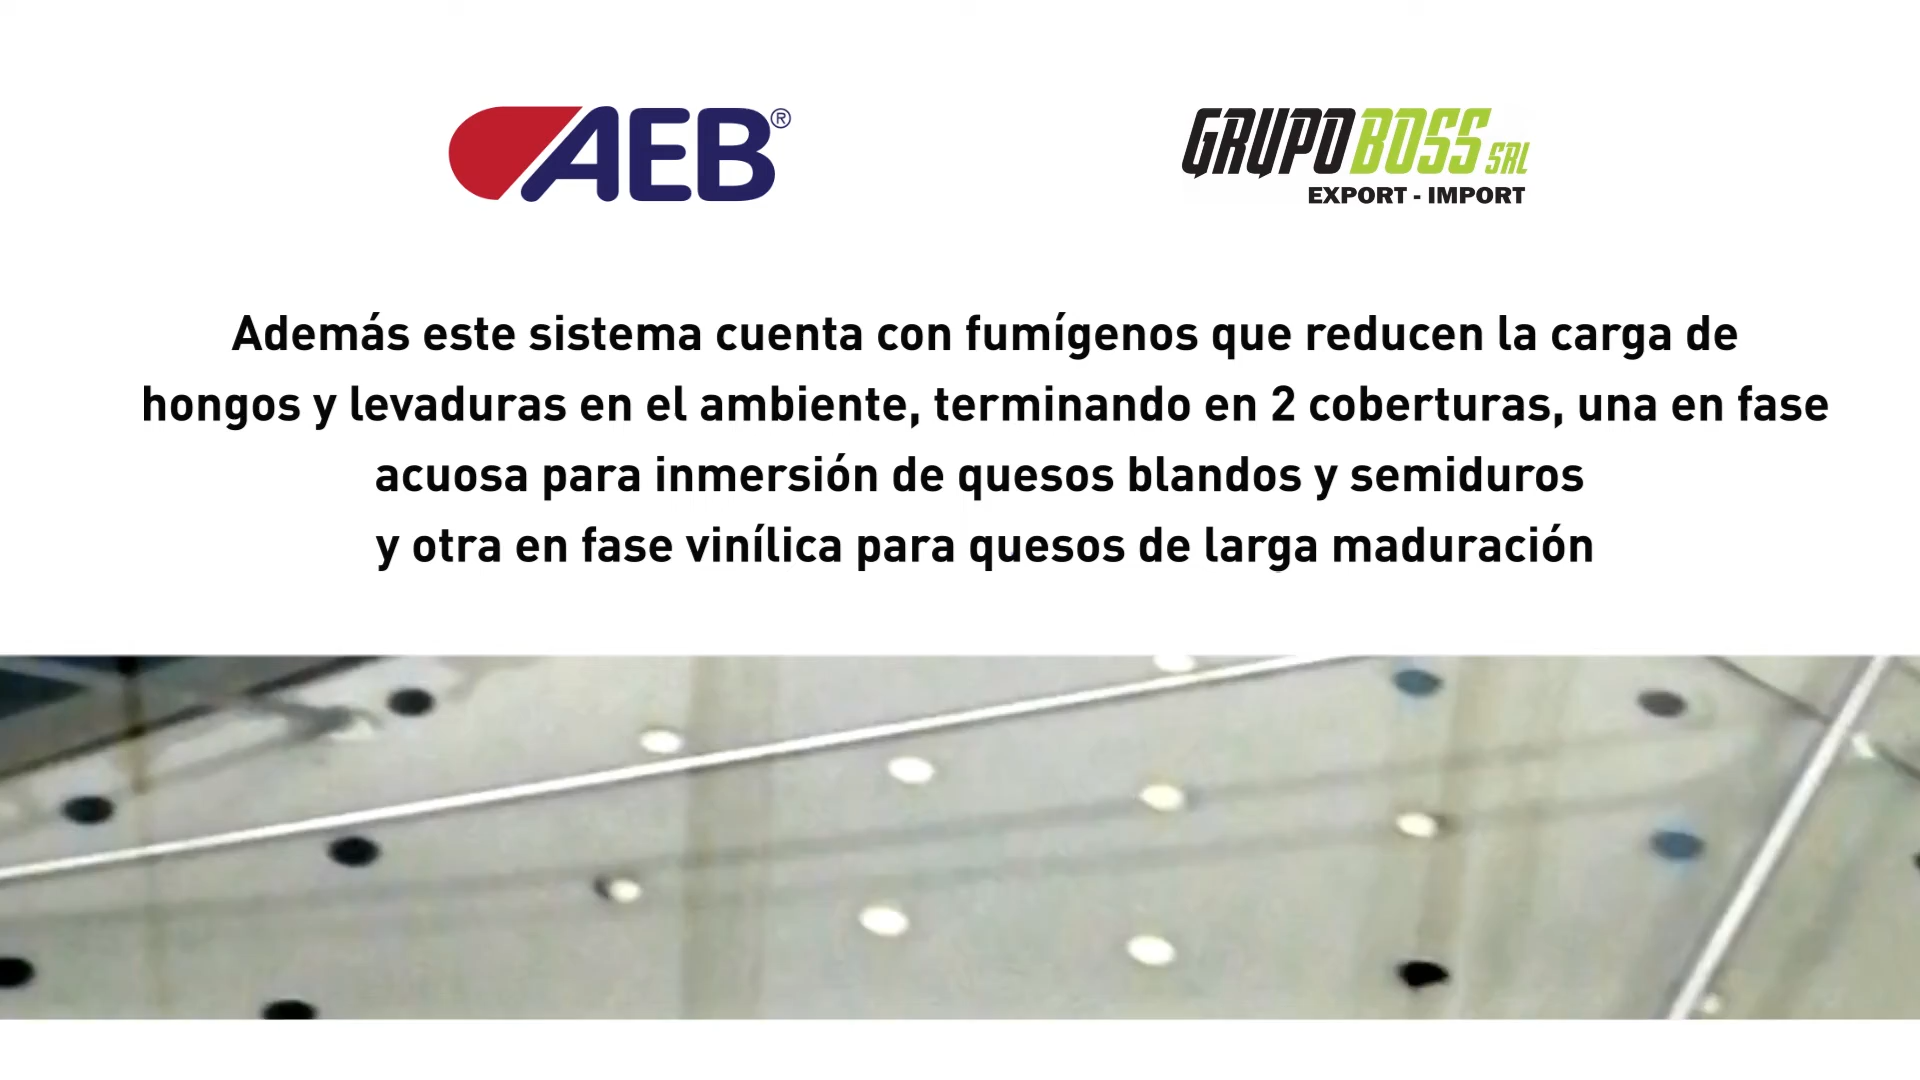 AEB®
GRUPO BOSS SRL
EXPORT - IMPORT
Además este sistema cuenta con fumígenos que reducen la carga de
hongos y levaduras en el ambiente, terminando en 2 coberturas, una en fase
acuosa para inmersión de quesos blandos y semiduros
y otra en fase vinílica para quesos de larga maduración